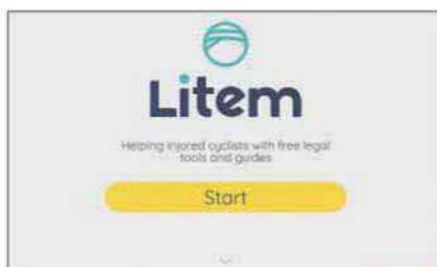 Litem
Helping injured cyclists with free legal
tools and guides
Start